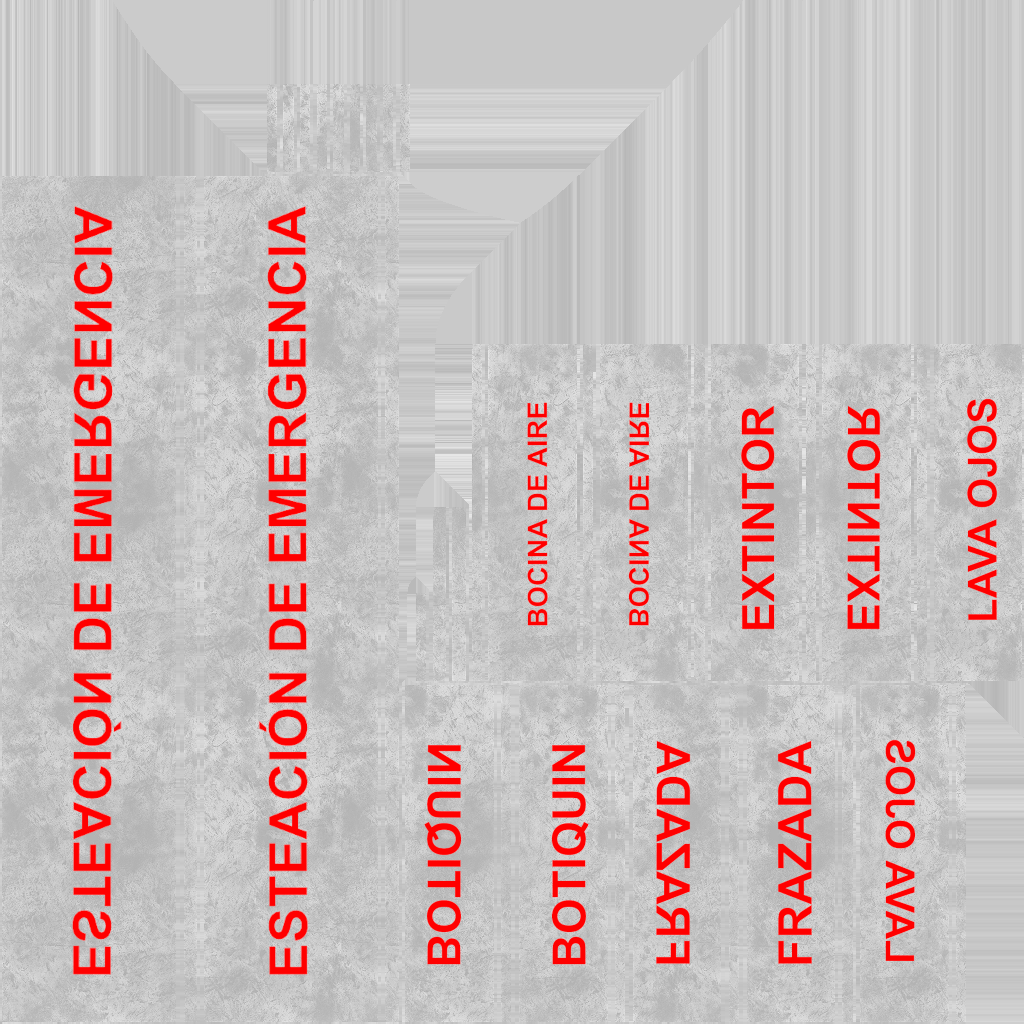 ESTEACIÓN DE EMERGENCIA
ESTEACIÓN DE EMERGENCIA
BOCINA DE AIRE
BOCINA DE AIRE
EXTINTOR
EXTINTOR
LAVA OJOS
BOTIQUIN
BOTIQUIN
FRAZADA
FRAZADA
LAVA OJOS